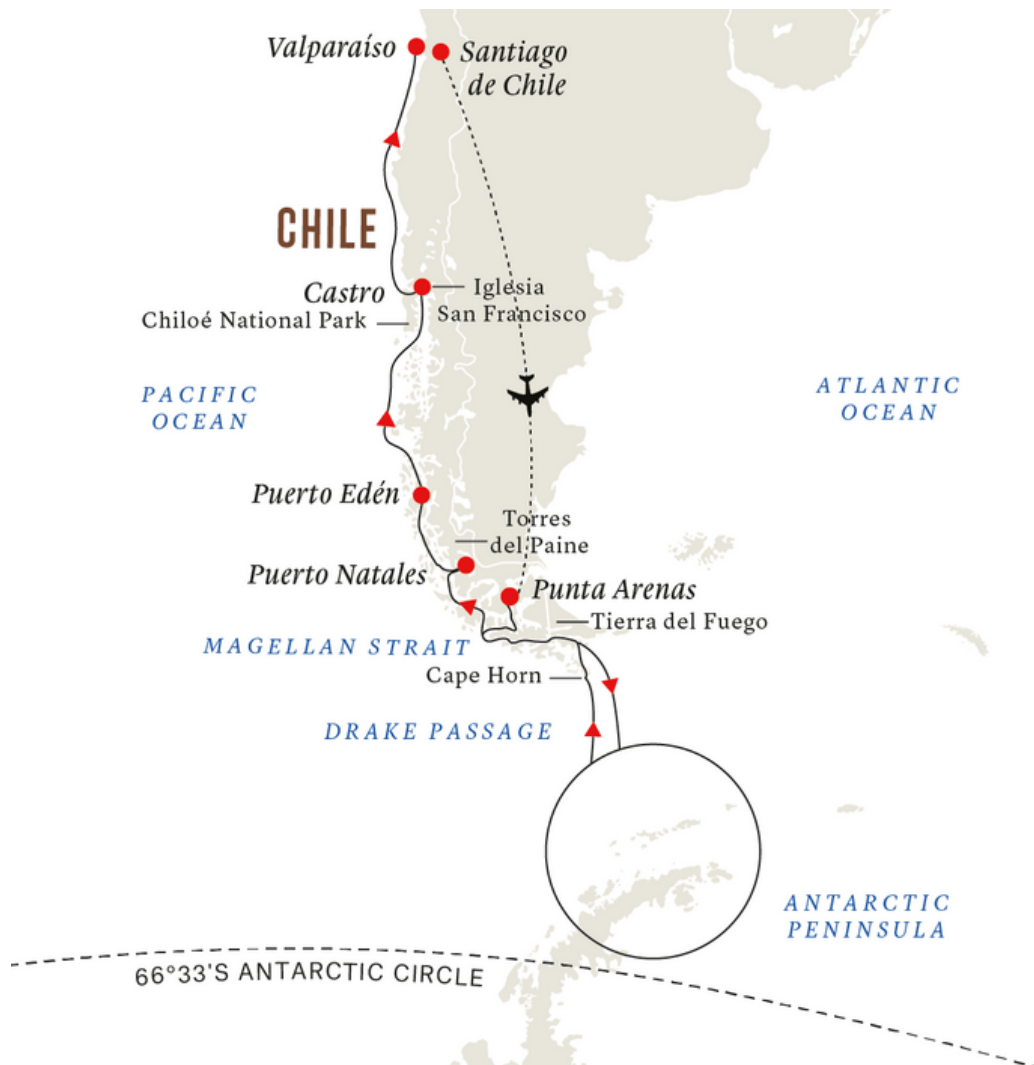 Valparaíso
Santiago
de Chile
CHILE
Castro
Iglesia
San Francisco
Chiloé National Park
PACIFIC
OCEAN
ATLANTIC
OCEAN
Puerto Edén
Torres
del Paine
Puerto Natales
Punta Arenas
Tierra del Fuego
MAGELLAN STRAIT
Cape Horn
DRAKE PASSAGE
ANTARCTIC
PENINSULA
66°33'S ANTARCTIC CIRCLE